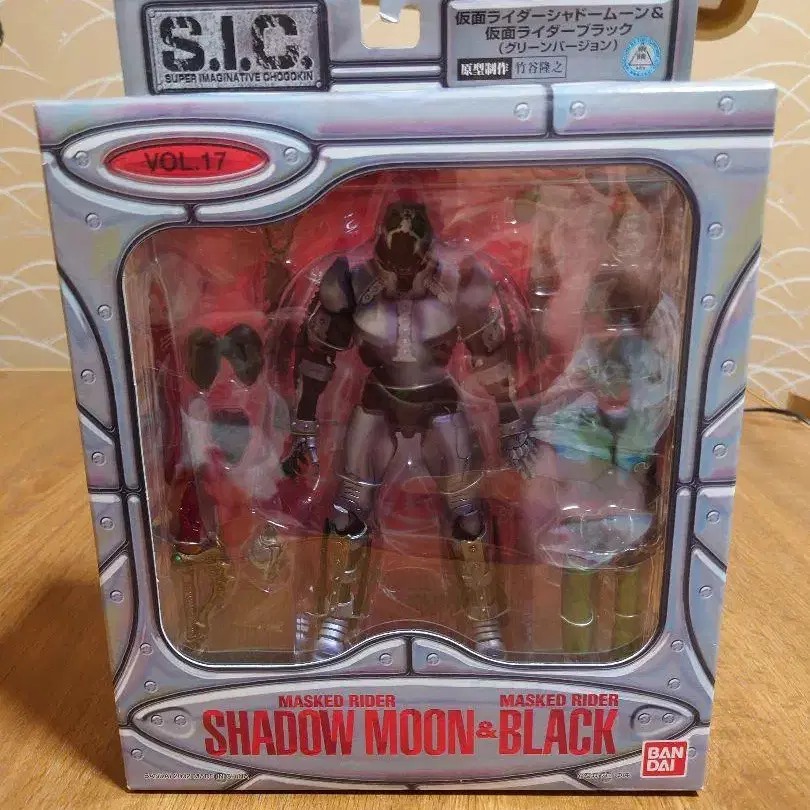 S.I.C.
SUPER IMAGINATIVE CHOGOKIN
仮面ライダーシャドームーン&
仮面ライダーブラック
(グリーンバージョン)
原型制作 竹谷隆之
VOL.17
MASKED RIDER
SHADOW MOON &
MASKED RIDER
BLACK
BAN
DAI